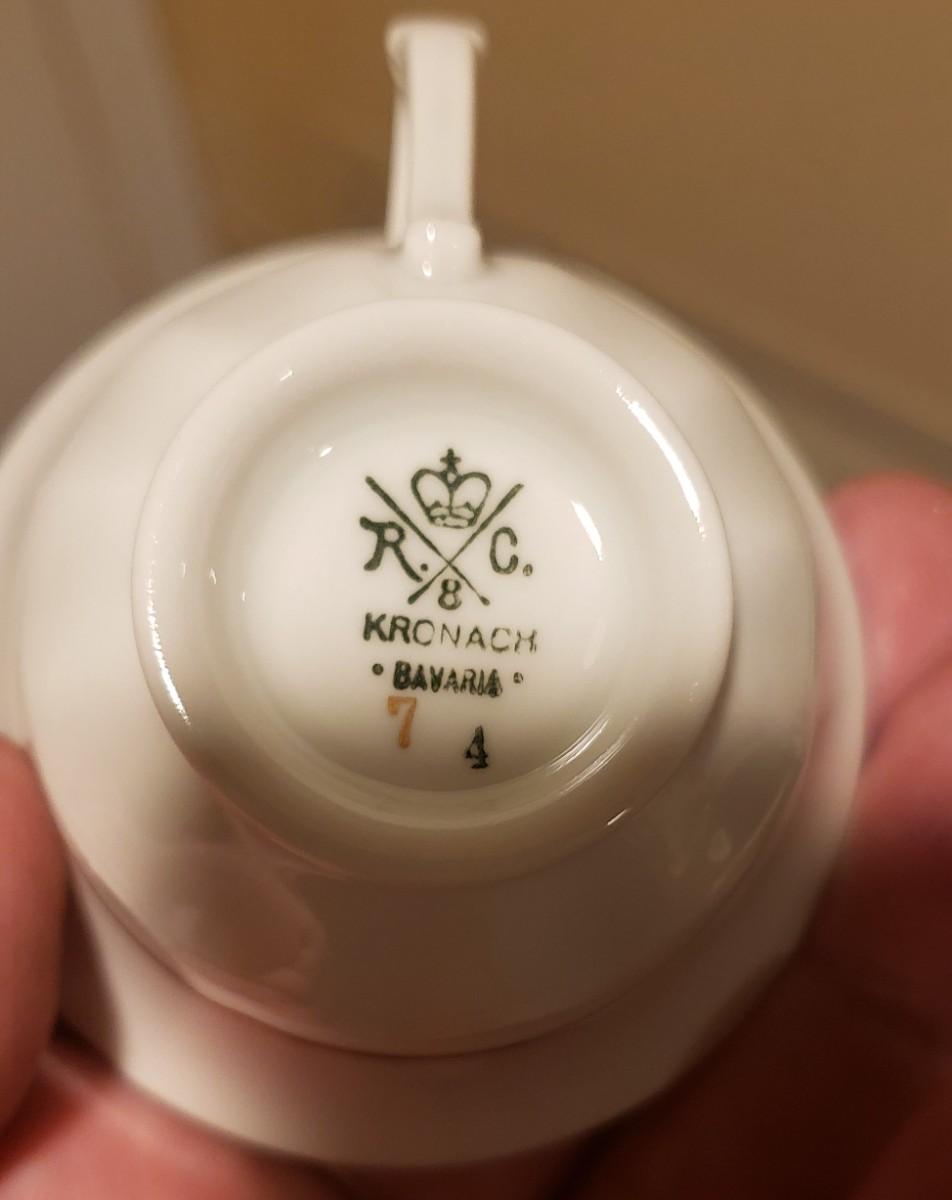 R. C.
8
KRONACH
• BAVARIA •
7 4